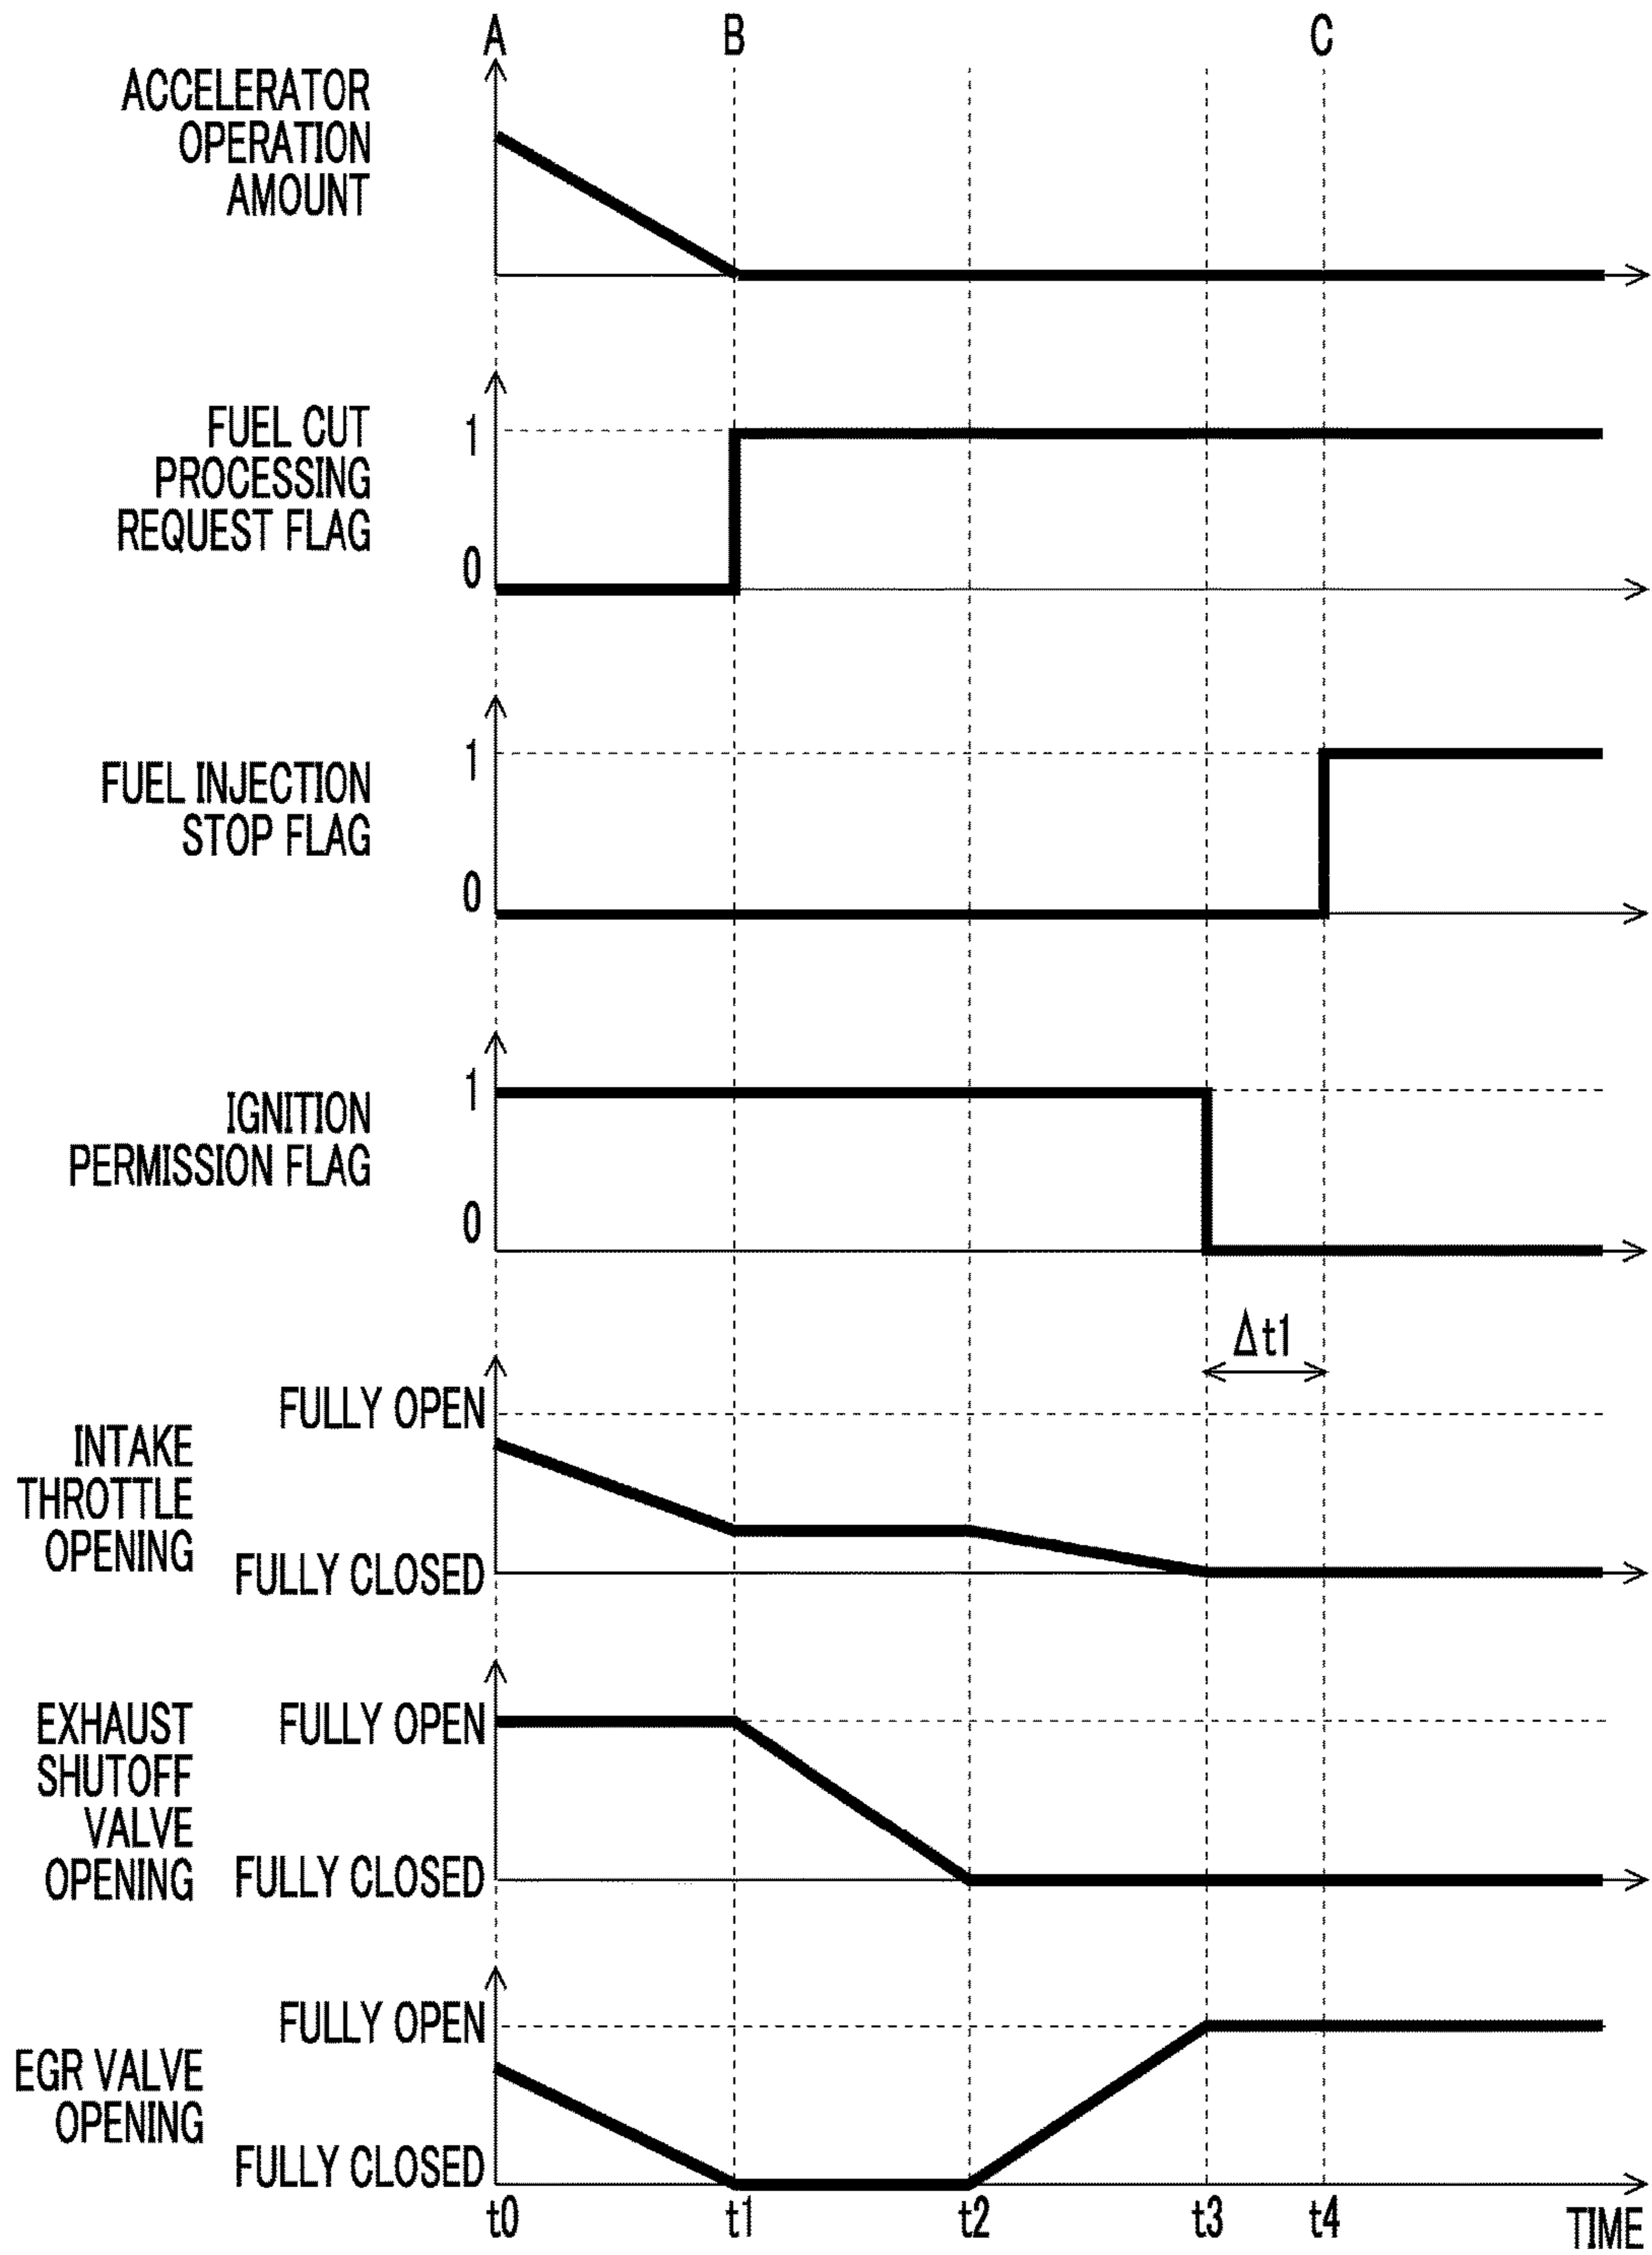 A
B
C
ACCELERATOR
OPERATION
AMOUNT
FUEL CUT
PROCESSING
REQUEST FLAG
1
0
FUEL INJECTION
STOP FLAG
1
0
IGNITION
PERMISSION FLAG
1
0
Δt1
INTAKE
THROTTLE
OPENING
FULLY OPEN
FULLY CLOSED
EXHAUST
SHUTOFF
VALVE
OPENING
FULLY OPEN
FULLY CLOSED
EGR VALVE
OPENING
FULLY OPEN
FULLY CLOSED
t0
t1
t2
t3
t4
TIME